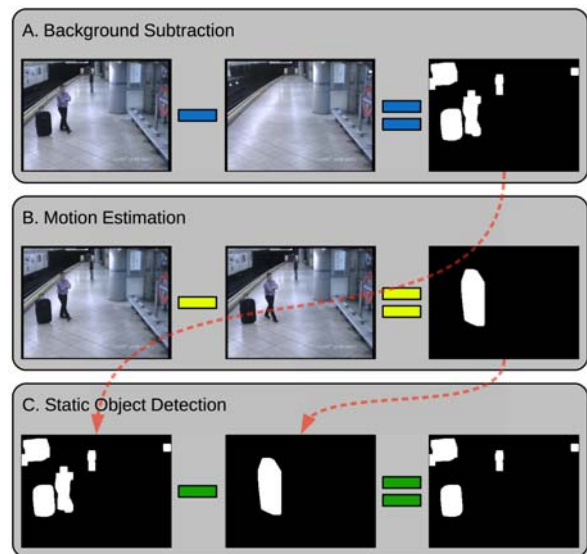 A. Background Subtraction
B. Motion Estimation
C. Static Object Detection